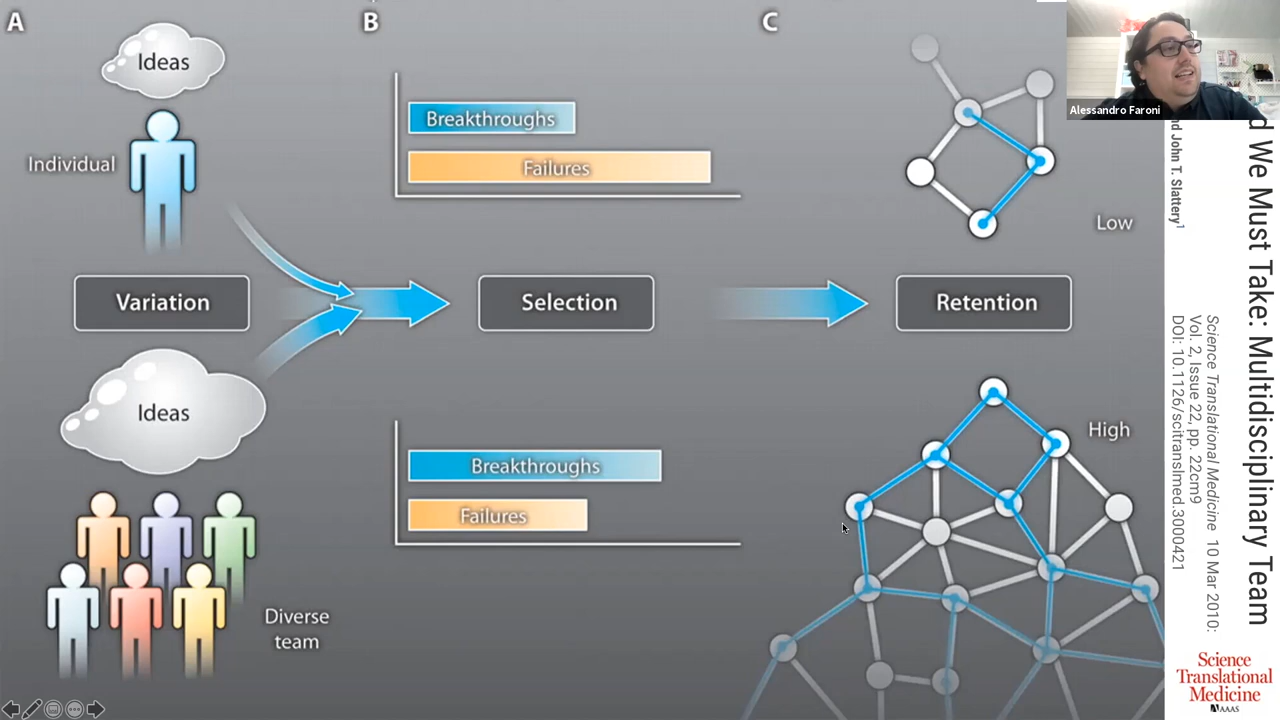 A
B
C
Ideas
Individual
Breakthroughs
Failures
Low
Variation
Selection
Retention
Ideas
Diverse
team
Breakthroughs
Failures
High
Alessandro Faroni
We Must Take: Multidisciplinary Team
John T. Slattery1
Science Translational Medicine 10 Mar 2010:
Vol. 2, Issue 22, pp. 22cm9
DOI: 10.1126/scitranslmed.3000421
Science
Translational
Medicine
AAAS